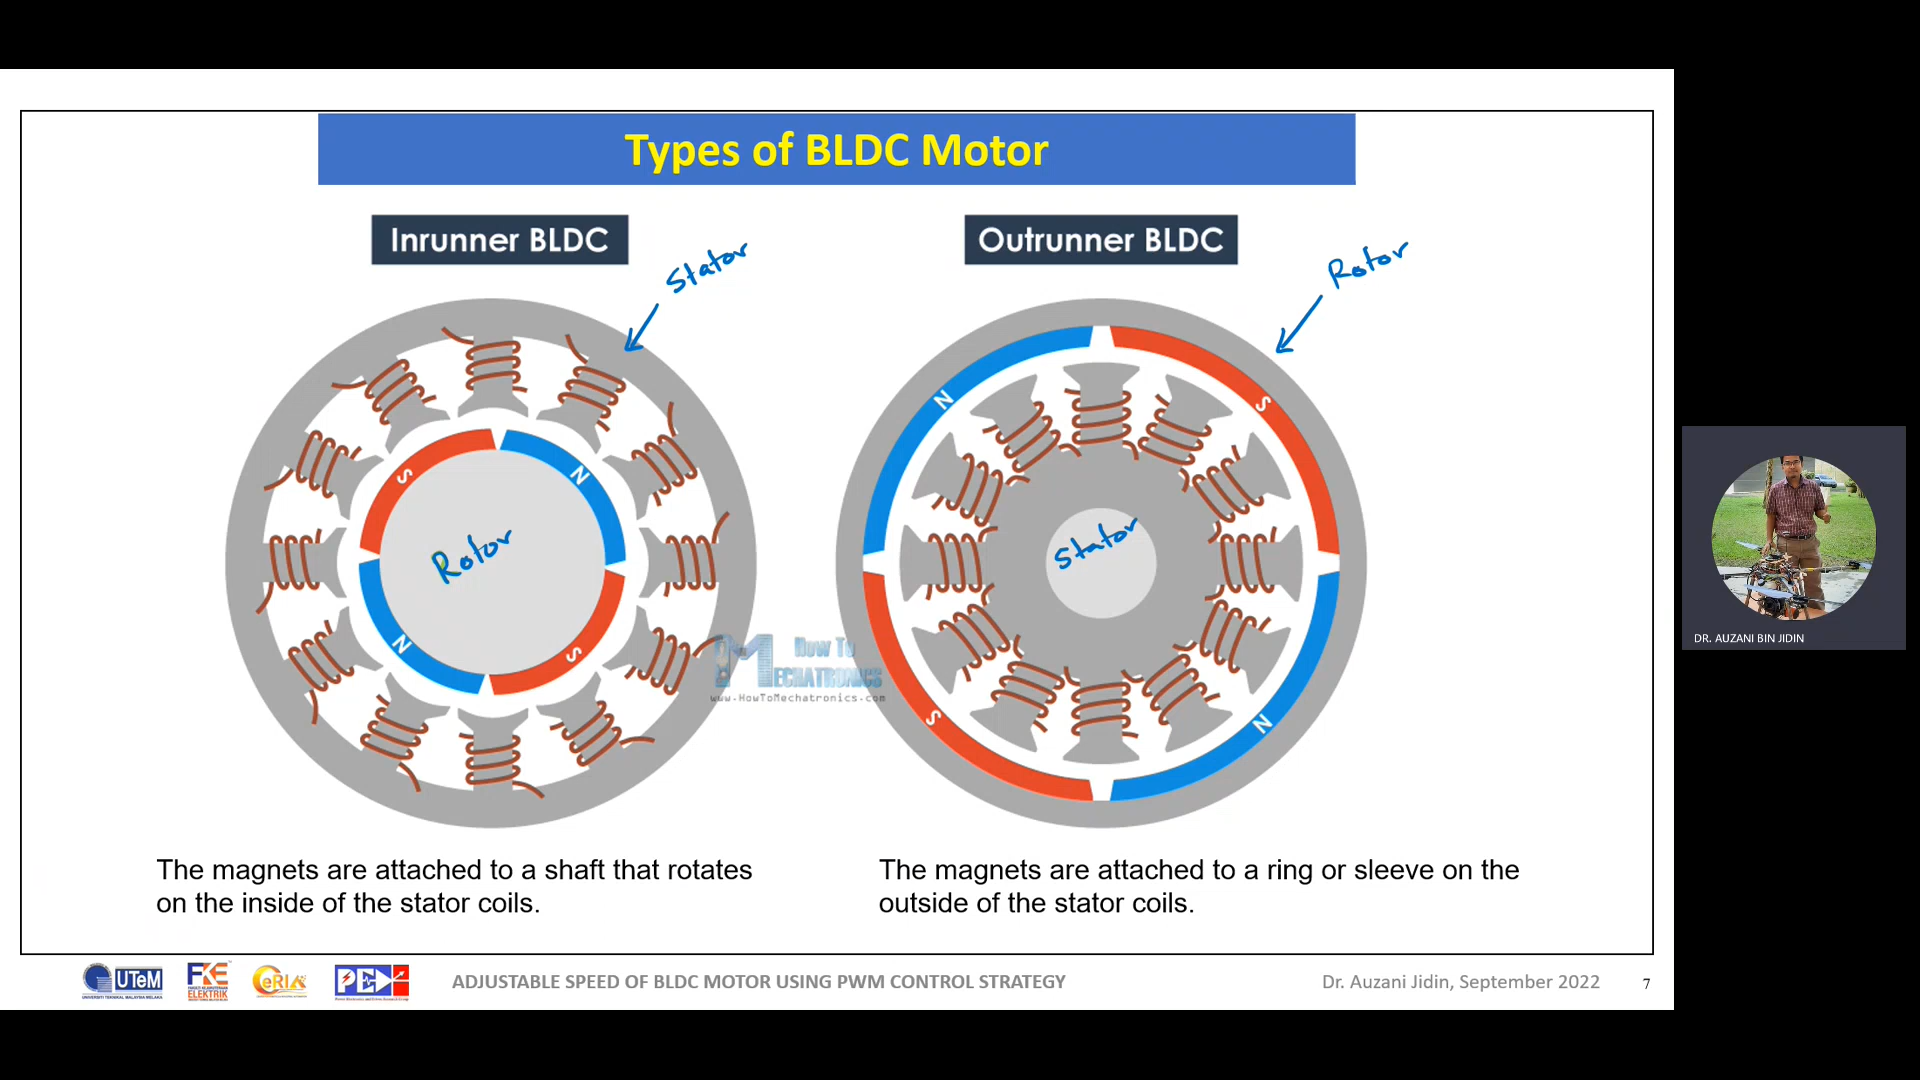 Types of BLDC Motor
Inrunner BLDC
Outrunner BLDC
Stator
Rotor
S
N
Rotor
N
S
N
S
Stator
S
N
How To
MECHATRONICS
www.HowToMechatronics.com
The magnets are attached to a shaft that rotates
on the inside of the stator coils.
The magnets are attached to a ring or sleeve on the
outside of the stator coils.
UTeM
UNIVERSITI TEKNIKAL MALAYSIA MELAKA
FKE
ELEKTRIK
CeRIA
PE
ADJUSTABLE SPEED OF BLDC MOTOR USING PWM CONTROL STRATEGY
Dr. Auzani Jidin, September 2022
7
DR. AUZANI BIN JIDIN